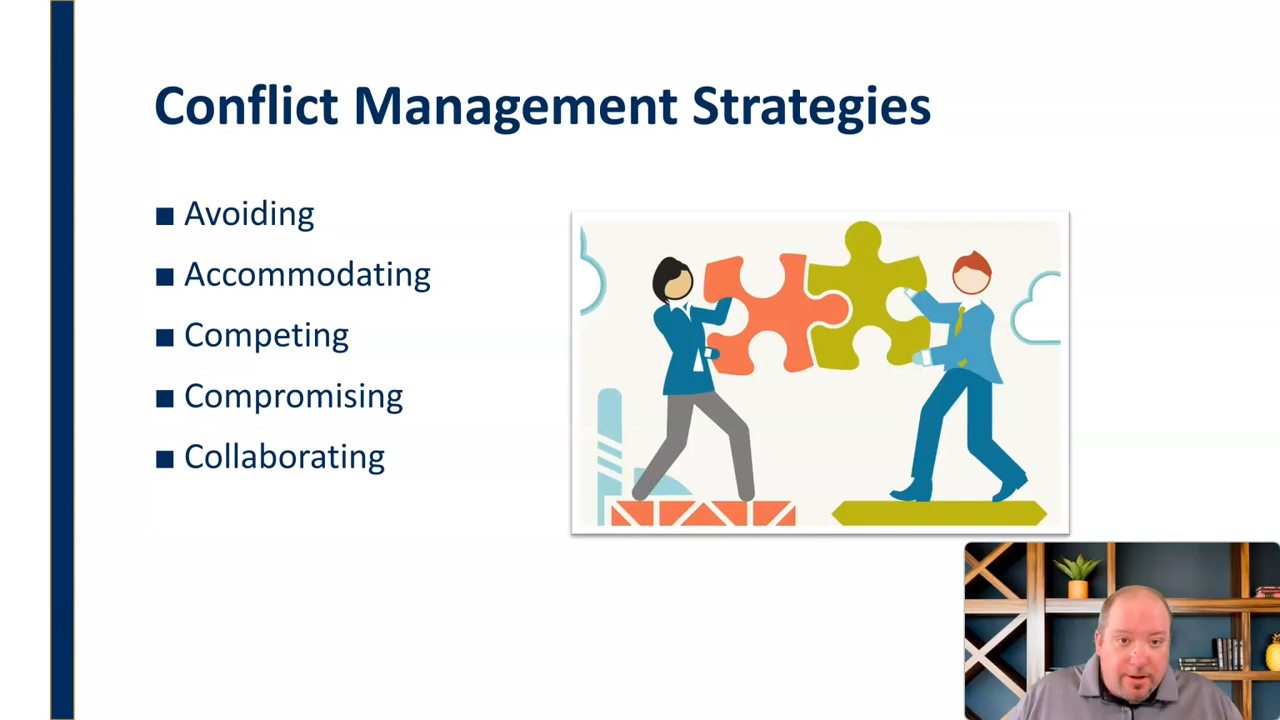 Conflict Management Strategies
■ Avoiding
■ Accommodating
■ Competing
■ Compromising
■ Collaborating